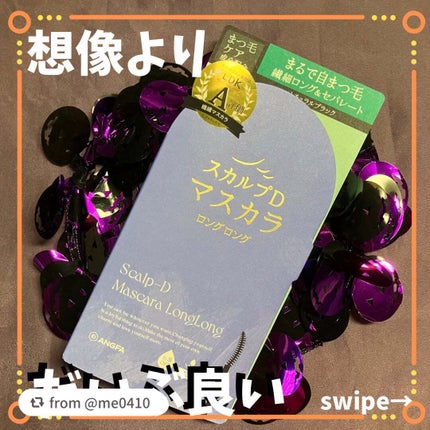 想像より
まつ毛
ケア
LDK
A
繊細マスカラ
まるで自まつ毛
繊細ロング&セパレート
ナチュラルブラック
スカルプD
マスカラ
ロングロング
Scalp-D
Mascara LongLong
ANGFA
だいぶ良い
from @me0410
swipe→